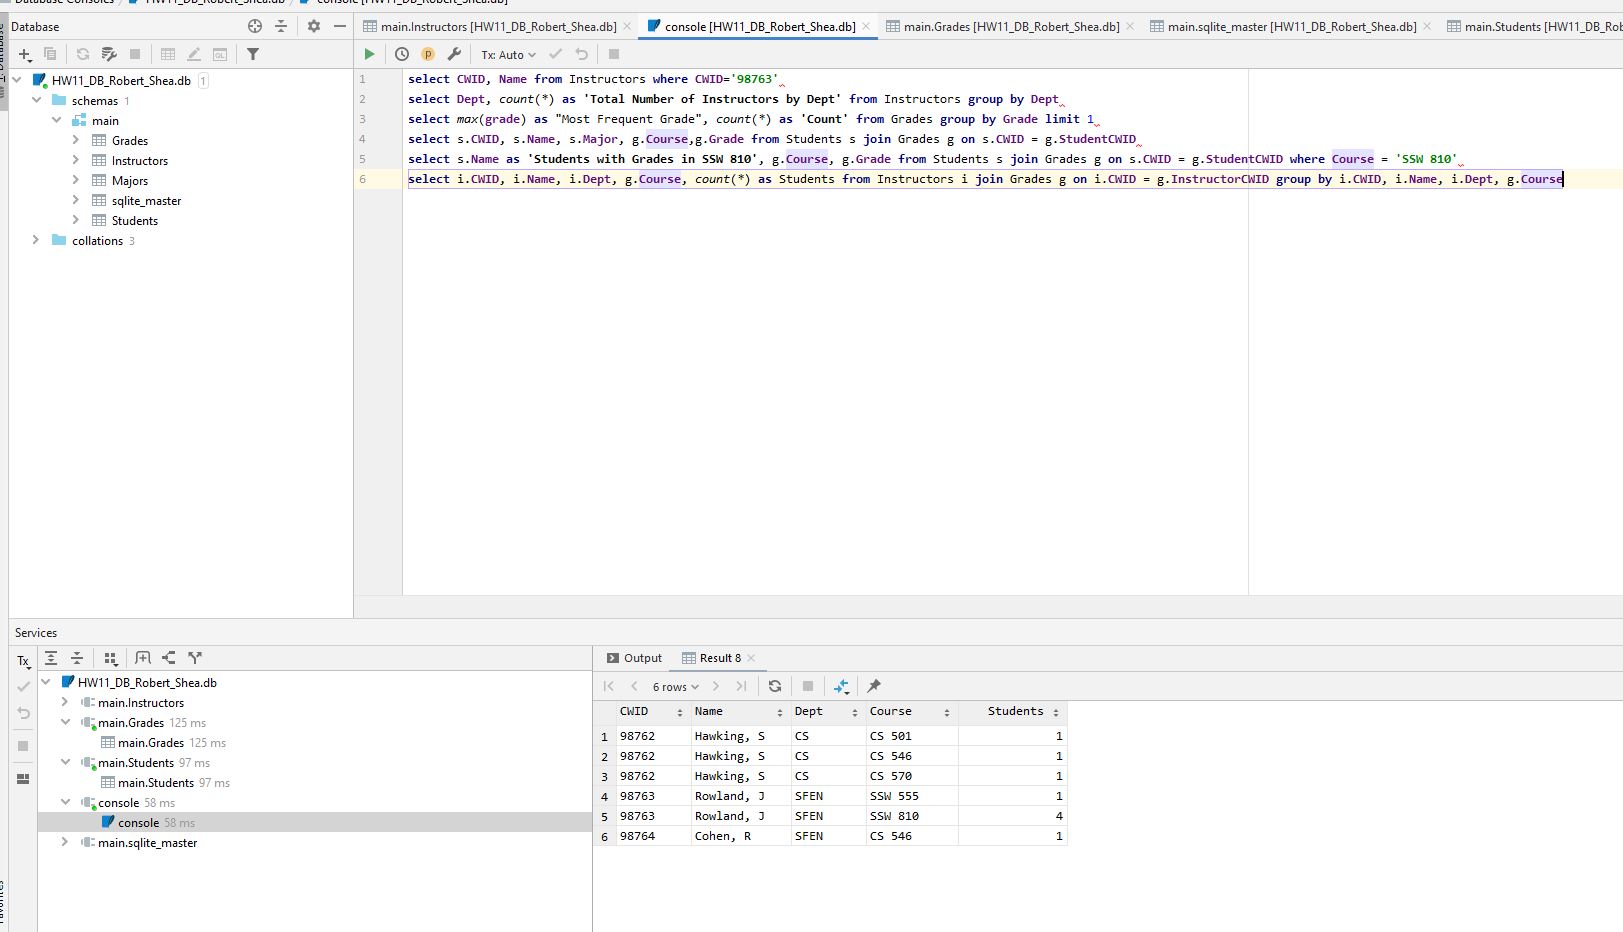 Database Consoles / HW11_DB_Robert_Shea.db / console [HW11_DB_Robert_Shea.db]
Database
main.Instructors [HW11_DB_Robert_Shea.db] console [HW11_DB_Robert_Shea.db] main.Grades [HW11_DB_Robert_Shea.db] main.sqlite_master [HW11_DB_Robert_Shea.db] main.Students [HW11_DB_Ro
Tx: Auto
HW11_DB_Robert_Shea.db 1
schemas 1
main
Grades
Instructors
Majors
sqlite_master
Students
collations 3
1 select CWID, Name from Instructors where CWID='98763'
2 select Dept, count(*) as 'Total Number of Instructors by Dept' from Instructors group by Dept
3 select max(grade) as "Most Frequent Grade", count(*) as 'Count' from Grades group by Grade limit 1
4 select s.CWID, s.Name, s.Major, g.Course,g.Grade from Students s join Grades g on s.CWID = g.StudentCWID
5 select s.Name as 'Students with Grades in SSW 810', g.Course, g.Grade from Students s join Grades g on s.CWID = g.StudentCWID where Course = 'SSW 810'
6 select i.CWID, i.Name, i.Dept, g.Course, count(*) as Students from Instructors i join Grades g on i.CWID = g.InstructorCWID group by i.CWID, i.Name, i.Dept, g.Course
Services
Tx
HW11_DB_Robert_Shea.db
main.Instructors
main.Grades 125 ms
main.Grades 125 ms
main.Students 97 ms
main.Students 97 ms
console 58 ms
console 58 ms
main.sqlite_master
Output Result 8
6 rows
CWID Name Dept Course Students
1 98762 Hawking, S CS CS 501 1
2 98762 Hawking, S CS CS 546 1
3 98762 Hawking, S CS CS 570 1
4 98763 Rowland, J SFEN SSW 555 1
5 98763 Rowland, J SFEN SSW 810 4
6 98764 Cohen, R SFEN CS 546 1